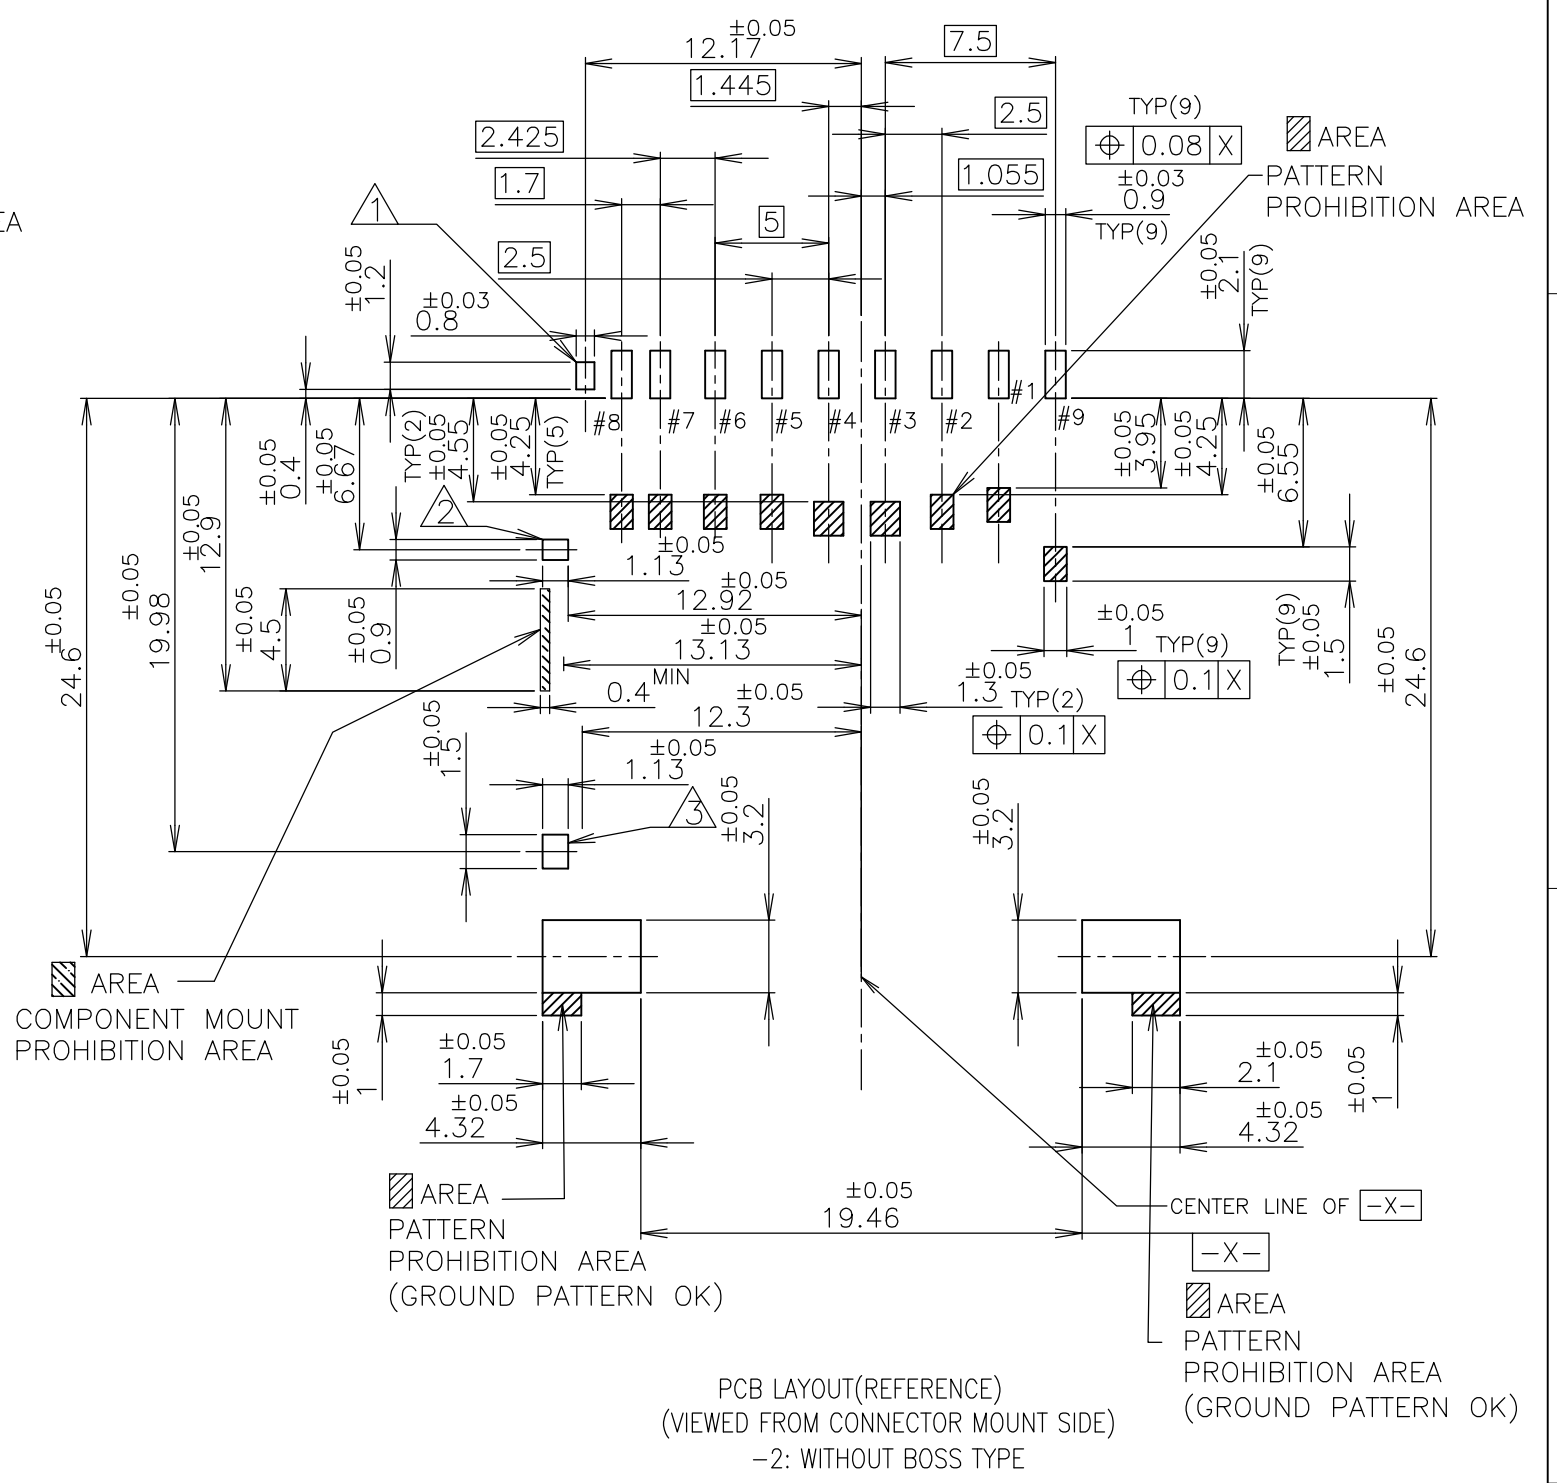 ±0.05
12.17
7.5
1.445
2.5
TYP(9)
0.08 X
AREA
PATTERN
PROHIBITION AREA
2.425
1.7
1.055
±0.03
0.9
TYP(9)
EA
1
5
2.5
±0.05
1.2
±0.03
0.8
±0.05
2.1
TYP(9)
#8
#7
#6
#5
#4
#3
#2
#1
#9
±0.05
0.4
±0.05
6.67
TYP(2)
±0.05
4.55
±0.05
4.25
TYP(5)
±0.05
3.95
±0.05
4.25
±0.05
6.55
2
±0.05
24.6
±0.05
19.98
±0.05
12.9
±0.05
4.5
±0.05
0.9
±0.05
1.13
±0.05
12.92
±0.05
13.13
MIN
0.4
±0.05
12.3
±0.05
1.13
±0.05
1.5
3
±0.05
1
TYP(9)
0.1 X
±0.05
1.3
TYP(2)
0.1 X
TYP(9)
±0.05
1.5
±0.05
24.6
±0.05
3.2
±0.05
3.2
AREA
COMPONENT MOUNT
PROHIBITION AREA
±0.05
1
±0.05
1.7
±0.05
4.32
±0.05
2.1
±0.05
4.32
±0.05
1
AREA
PATTERN
PROHIBITION AREA
(GROUND PATTERN OK)
±0.05
19.46
CENTER LINE OF -X-
-X-
AREA
PATTERN
PROHIBITION AREA
(GROUND PATTERN OK)
PCB LAYOUT(REFERENCE)
(VIEWED FROM CONNECTOR MOUNT SIDE)
-2: WITHOUT BOSS TYPE